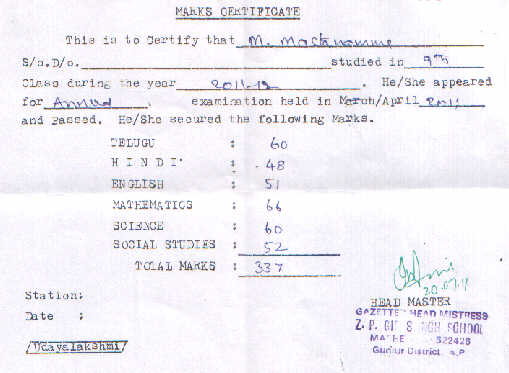 MARKS CERTIFICATE
This is to Certify that M. Mastanamma
S/o.D/o. studied in 9th
Class during the year 2011-12. He/She appeared
for Annual examination held in March/April 2011
and Passed. He/She secured the following Marks.
TELUGU : 60
HINDI : 48
ENGLISH : 51
MATHEMATICS : 66
SCIENCE : 60
SOCIAL STUDIES : 52
TOTAL MARKS : 337
Station:
Date :
HEAD MASTER
GAZETTED HEAD MISTRESS
Z. P. SCHOOL
522426
Guntur District, A.P
/Udayalakshmi/